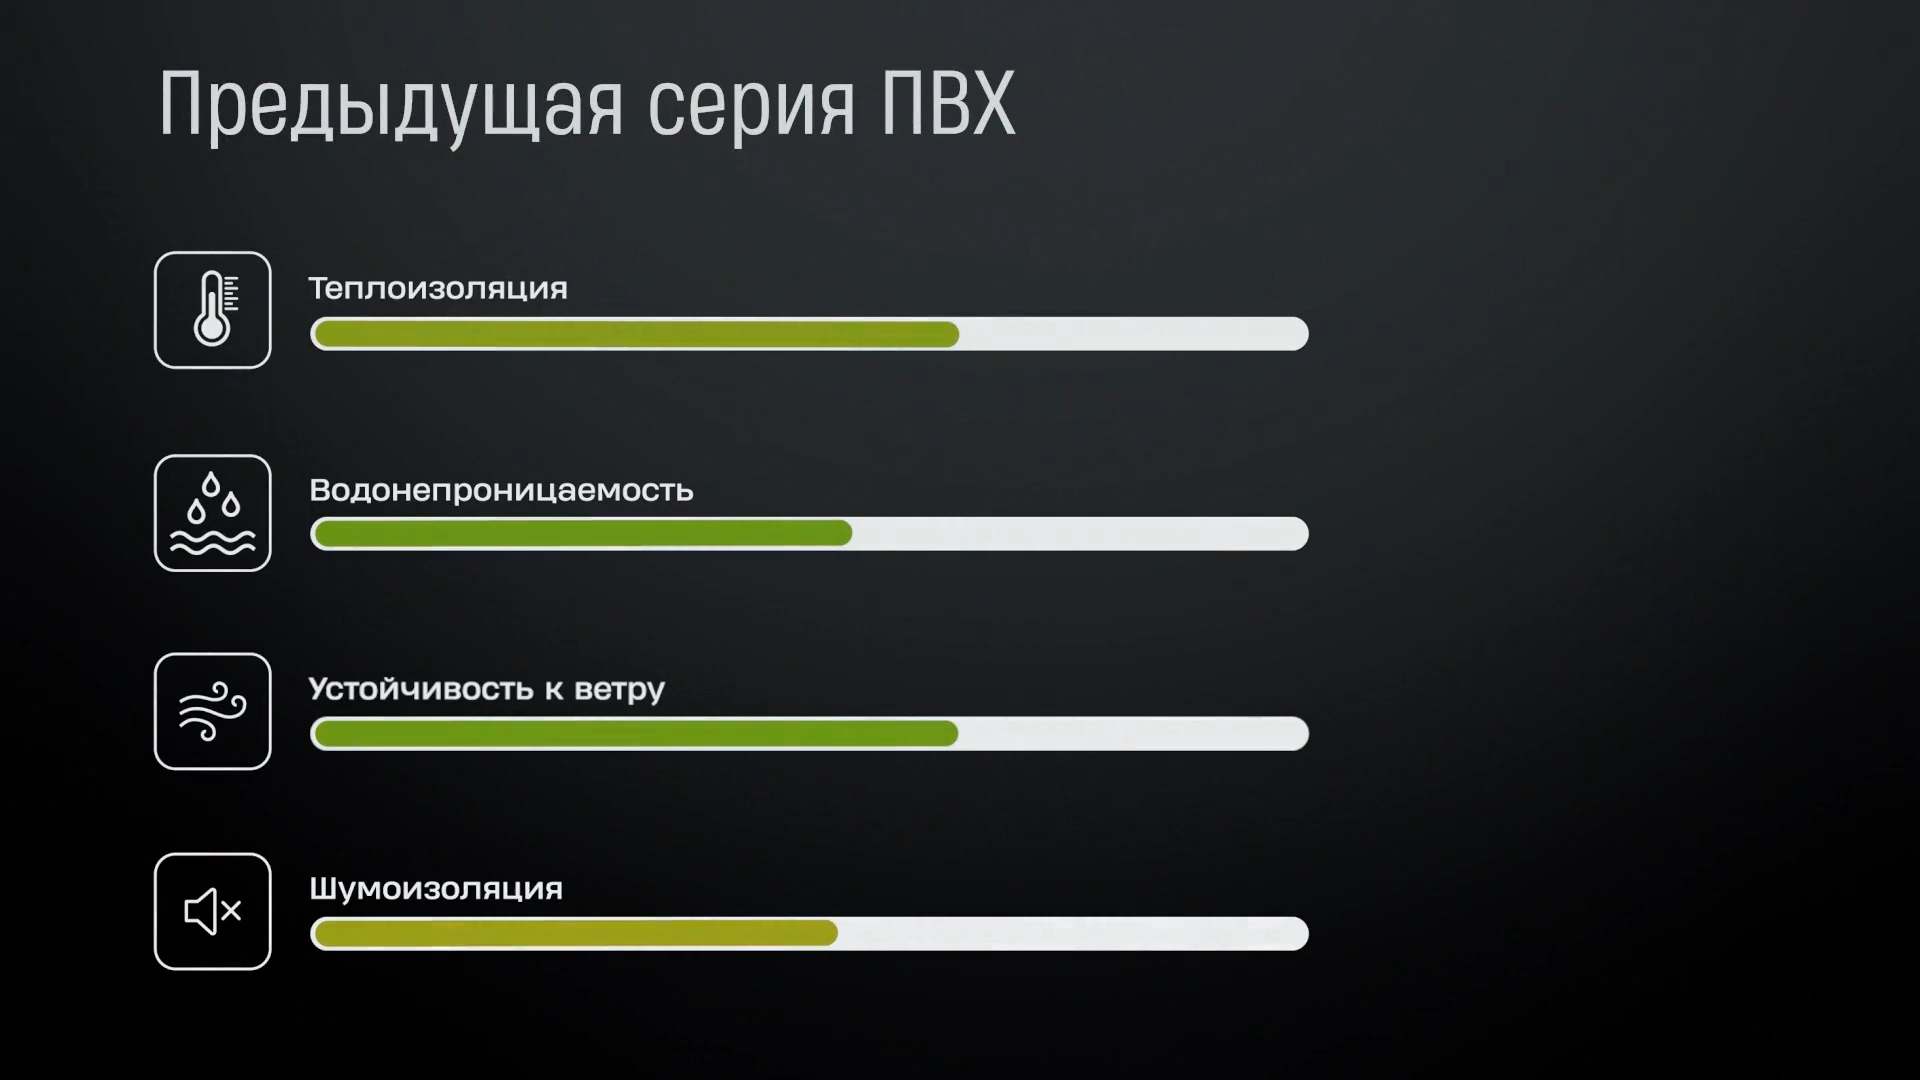 Предыдущая серия ПВХ
Теплоизоляция
Водонепроницаемость
Устойчивость к ветру
Шумоизоляция